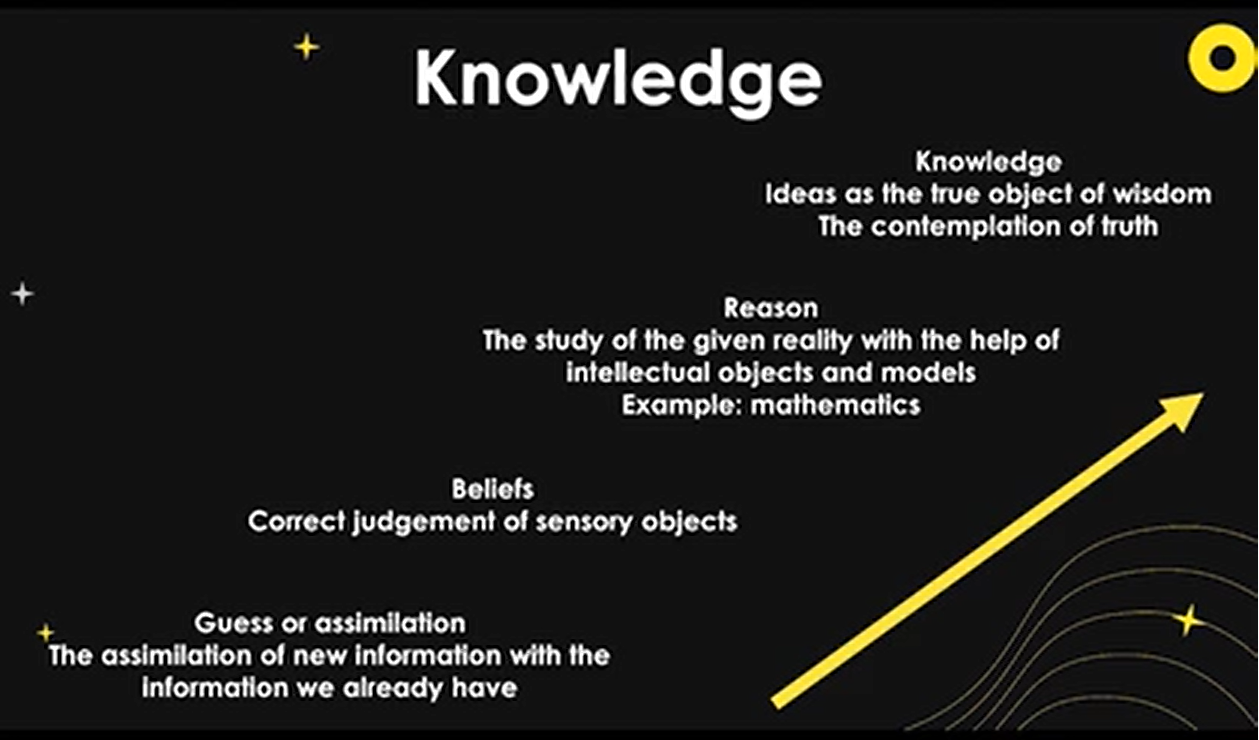 Knowledge
Knowledge
Ideas as the true object of wisdom
The contemplation of truth
Reason
The study of the given reality with the help of
intellectual objects and models
Example: mathematics
Beliefs
Correct judgement of sensory objects
Guess or assimilation
The assimilation of new information with the
information we already have